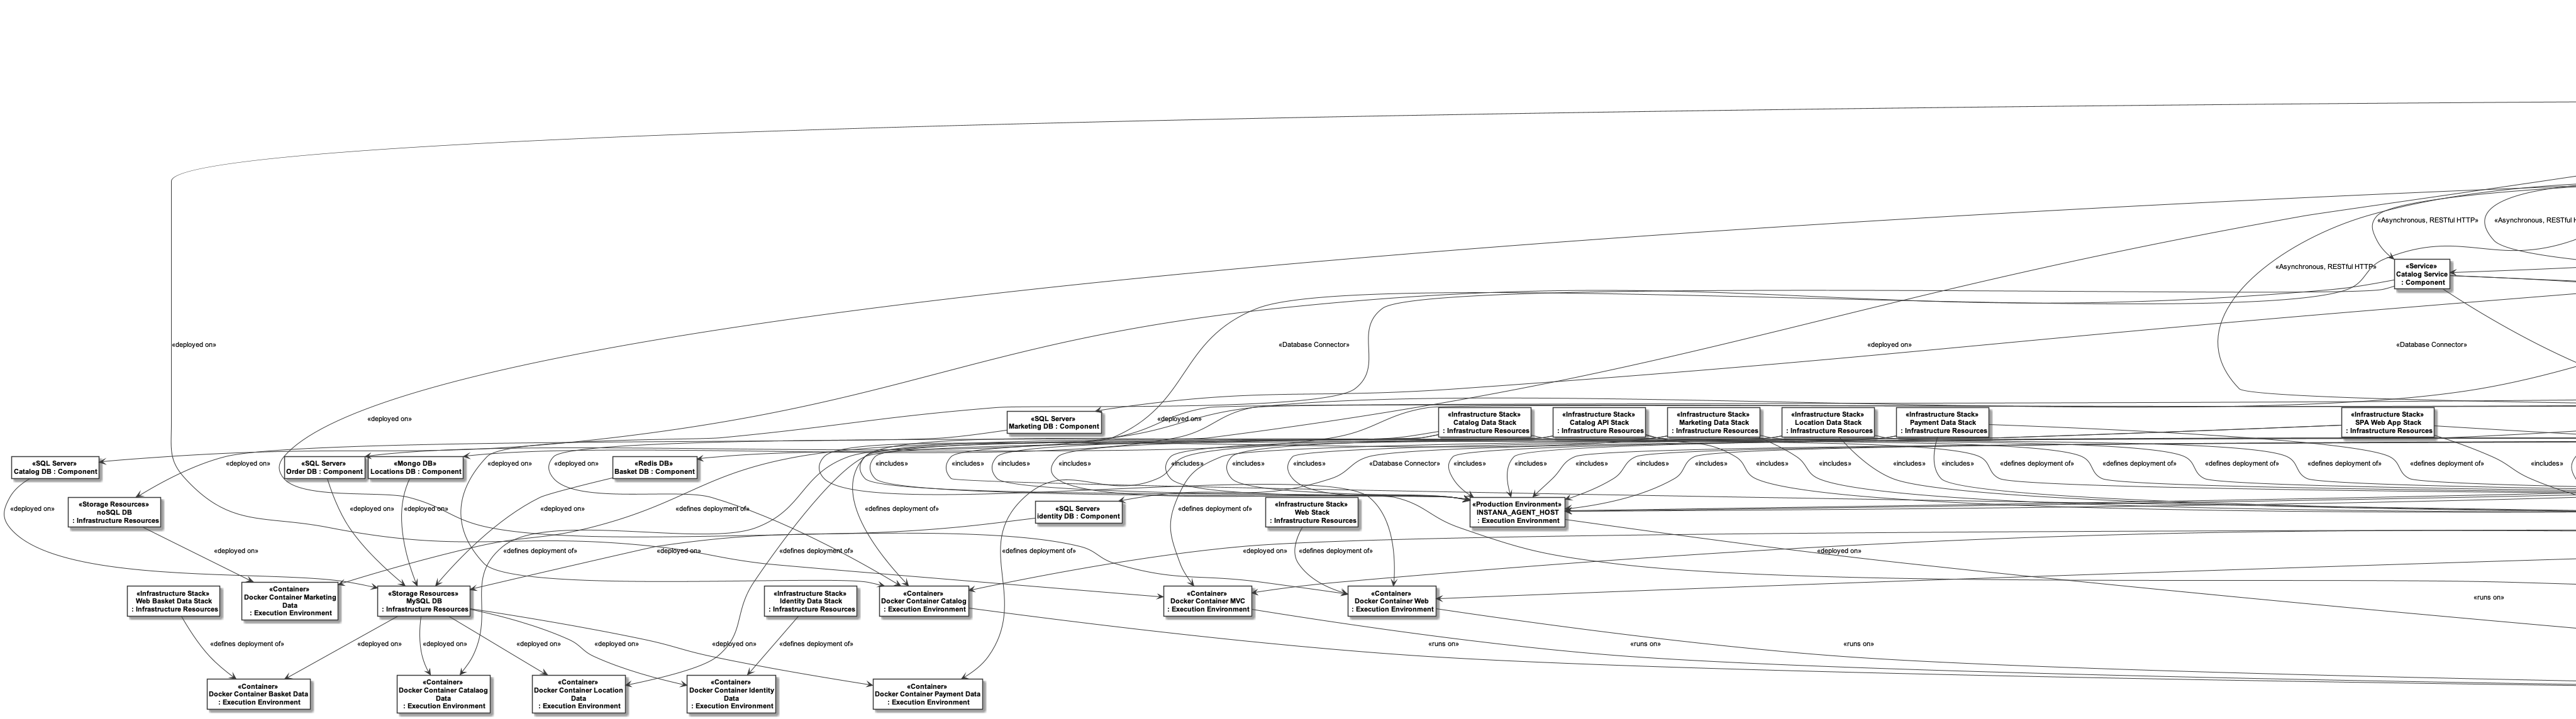 «Asynchronous, RESTful HTTP»
«Asynchronous, RESTful H
«Asynchronous, RESTful HTTP»
«Service»
Catalog Service
: Component
«deployed on»
«Database Connector»
«deployed on»
«Database Connector»
«deployed on»
«deployed on»
«SQL Server»
Marketing DB : Component
«Infrastructure Stack»
Catalog Data Stack
: Infrastructure Resources
«Infrastructure Stack»
Catalog API Stack
: Infrastructure Resources
«Infrastructure Stack»
Marketing Data Stack
: Infrastructure Resources
«Infrastructure Stack»
Location Data Stack
: Infrastructure Resources
«Infrastructure Stack»
Payment Data Stack
: Infrastructure Resources
«Infrastructure Stack»
SPA Web App Stack
: Infrastructure Resources
«SQL Server»
Catalog DB : Component
«deployed on»
«SQL Server»
Order DB : Component
«Mongo DB»
Locations DB : Component
«deployed on»
«deployed on»
«Redis DB»
Basket DB : Component
«includes»
«includes»
«includes»
«includes»
«includes»
«includes»
«includes»
«Database Connector»
«includes»
«includes»
«includes»
«includes»
«includes»
«includes»
«includes»
«includes»
«defines deployment of»
«defines deployment of»
«defines deployment of»
«defines deployment of»
«defines deployment of»
«includes»
«deployed on»
«Storage Resources»
noSQL DB
: Infrastructure Resources
«deployed on»
«deployed on»
«deployed on»
«defines deployment of»
«defines deployment of»
«SQL Server»
identity DB : Component
«defines deployment of»
«Infrastructure Stack»
Web Stack
: Infrastructure Resources
«Production Environment»
INSTANA_AGENT_HOST
: Execution Environment
«deployed on»
«defines deployment of»
«deployed on»
«defines deployment of»
«defines deployment of»
«deployed on»
«defines deployment of»
«deployed on»
«Infrastructure Stack»
Web Basket Data Stack
: Infrastructure Resources
«Container»
Docker Container Marketing
Data
: Execution Environment
«Storage Resources»
MySQL DB
: Infrastructure Resources
«Infrastructure Stack»
Identity Data Stack
: Infrastructure Resources
«Container»
Docker Container Catalog
: Execution Environment
«Container»
Docker Container MVC
: Execution Environment
«Container»
Docker Container Web
: Execution Environment
«runs on»
«defines deployment of»
«deployed on»
«deployed on»
«deployed on»
«deployed on»
«deployed on»
«defines deployment of»
«runs on»
«runs on»
«runs on»
«Container»
Docker Container Basket Data
: Execution Environment
«Container»
Docker Container Catalaog
Data
: Execution Environment
«Container»
Docker Container Location
Data
: Execution Environment
«Container»
Docker Container Identity
Data
: Execution Environment
«Container»
Docker Container Payment Data
: Execution Environment